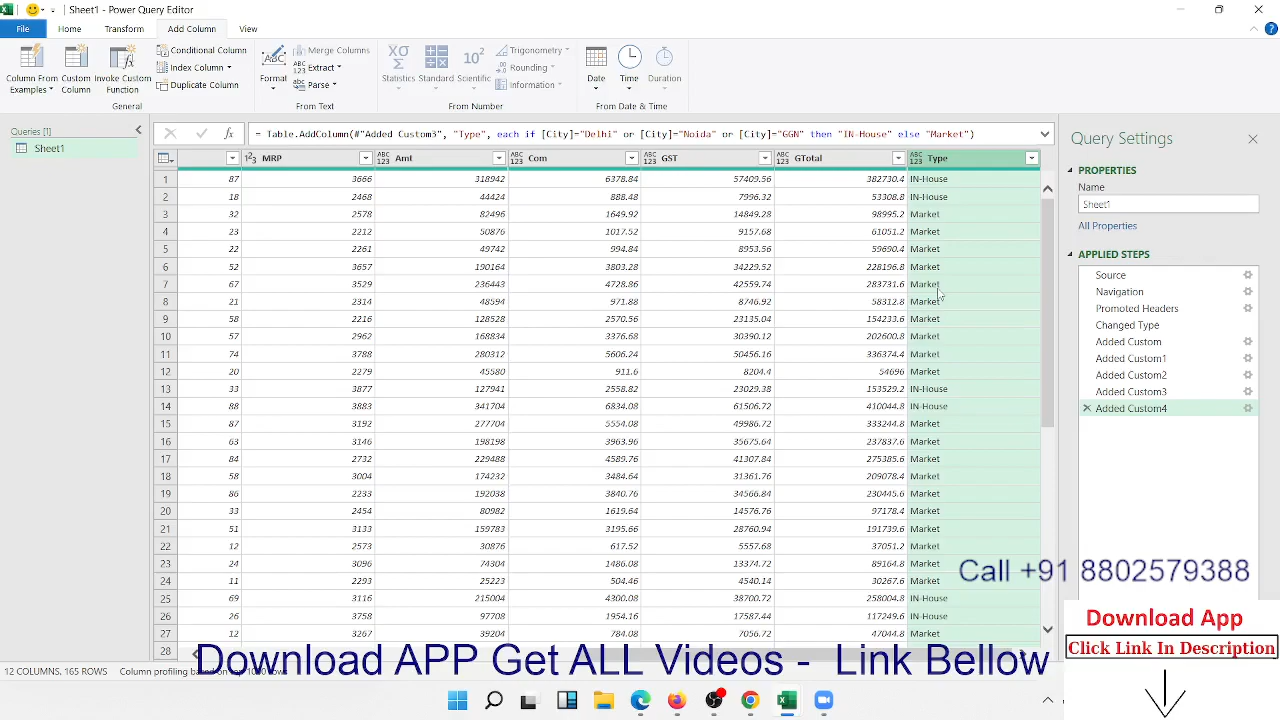 Sheet1 - Power Query Editor
File Home Transform Add Column View
Column From Examples
Custom Column
Invoke Custom Function
Conditional Column
Index Column
Duplicate Column
General
Format
Merge Columns
Extract
Parse
From Text
Statistics
Standard
Scientific
Trigonometry
Rounding
Information
From Number
Date
Time
Duration
From Date & Time
Queries [1]
Sheet1
= Table.AddColumn(#"Added Custom3", "Type", each if [City]="Delhi" or [City]="Noida" or [City]="GGN" then "IN-House" else "Market")
MRP Amt Com GST GTotal Type
1 87 3666 318942 6378.84 57409.56 382730.4 IN-House
2 18 2468 44424 888.48 7996.32 53308.8 IN-House
3 32 2578 82496 1649.92 14849.28 98995.2 Market
4 23 2212 50876 1017.52 9157.68 61051.2 Market
5 22 2261 49742 994.84 8953.56 59690.4 Market
6 52 3657 190164 3803.28 34229.52 228196.8 Market
7 67 3529 236443 4728.86 42559.74 283731.6 Market
8 21 2314 48594 971.88 8746.92 58312.8 Market
9 58 2216 128528 2570.56 23135.04 154233.6 Market
10 57 2962 168834 3376.68 30390.12 202600.8 Market
11 74 3788 280312 5606.24 50456.16 336374.4 Market
12 20 2279 45580 911.6 8204.4 54696 Market
13 33 3877 127941 2558.82 23029.38 153529.2 IN-House
14 88 3883 341704 6834.08 61506.72 410044.8 IN-House
15 87 3192 277704 5554.08 49986.72 333244.8 Market
16 63 3146 198198 3963.96 35675.64 237837.6 Market
17 84 2732 229488 4589.76 41307.84 275385.6 Market
18 58 3004 174232 3484.64 31361.76 209078.4 Market
19 86 2233 192038 3840.76 34566.84 230445.6 Market
20 33 2454 80982 1619.64 14576.76 97178.4 Market
21 51 3133 159783 3195.66 28760.94 191739.6 Market
22 12 2573 30876 617.52 5557.68 37051.2 Market
23 24 3096 74304 1486.08 13374.72 89164.8 Market
24 11 2293 25223 504.46 4540.14 30267.6 Market
25 69 3116 215004 4300.08 38700.72 258004.8 IN-House
26 26 3758 97708 1954.16 17587.44 117249.6 IN-House
27 12 3267 39204 784.08 7056.72 47044.8 Market
28
Query Settings
PROPERTIES
Name
Sheet1
All Properties
APPLIED STEPS
Source
Navigation
Promoted Headers
Changed Type
Added Custom
Added Custom1
Added Custom2
Added Custom3
Added Custom4
Call +91 8802579388
Download App
Click Link In Description
Download APP Get ALL Videos - Link Bellow
12 COLUMNS, 165 ROWS Column profiling